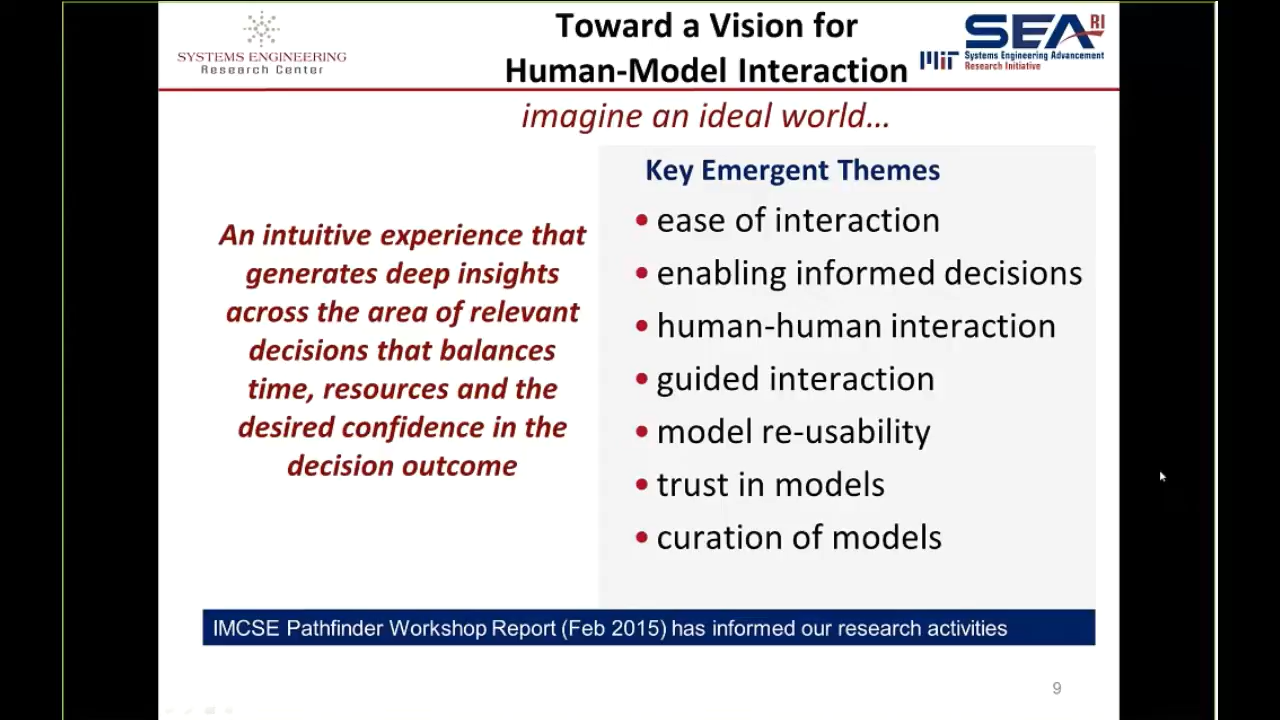 SYSTEMS ENGINEERING
Research Center
Toward a Vision for
Human-Model Interaction
SEARI
MIT Systems Engineering Advancement
Research Initiative
imagine an ideal world…
An intuitive experience that
generates deep insights
across the area of relevant
decisions that balances
time, resources and the
desired confidence in the
decision outcome
Key Emergent Themes
• ease of interaction
• enabling informed decisions
• human-human interaction
• guided interaction
• model re-usability
• trust in models
• curation of models
IMCSE Pathfinder Workshop Report (Feb 2015) has informed our research activities
9